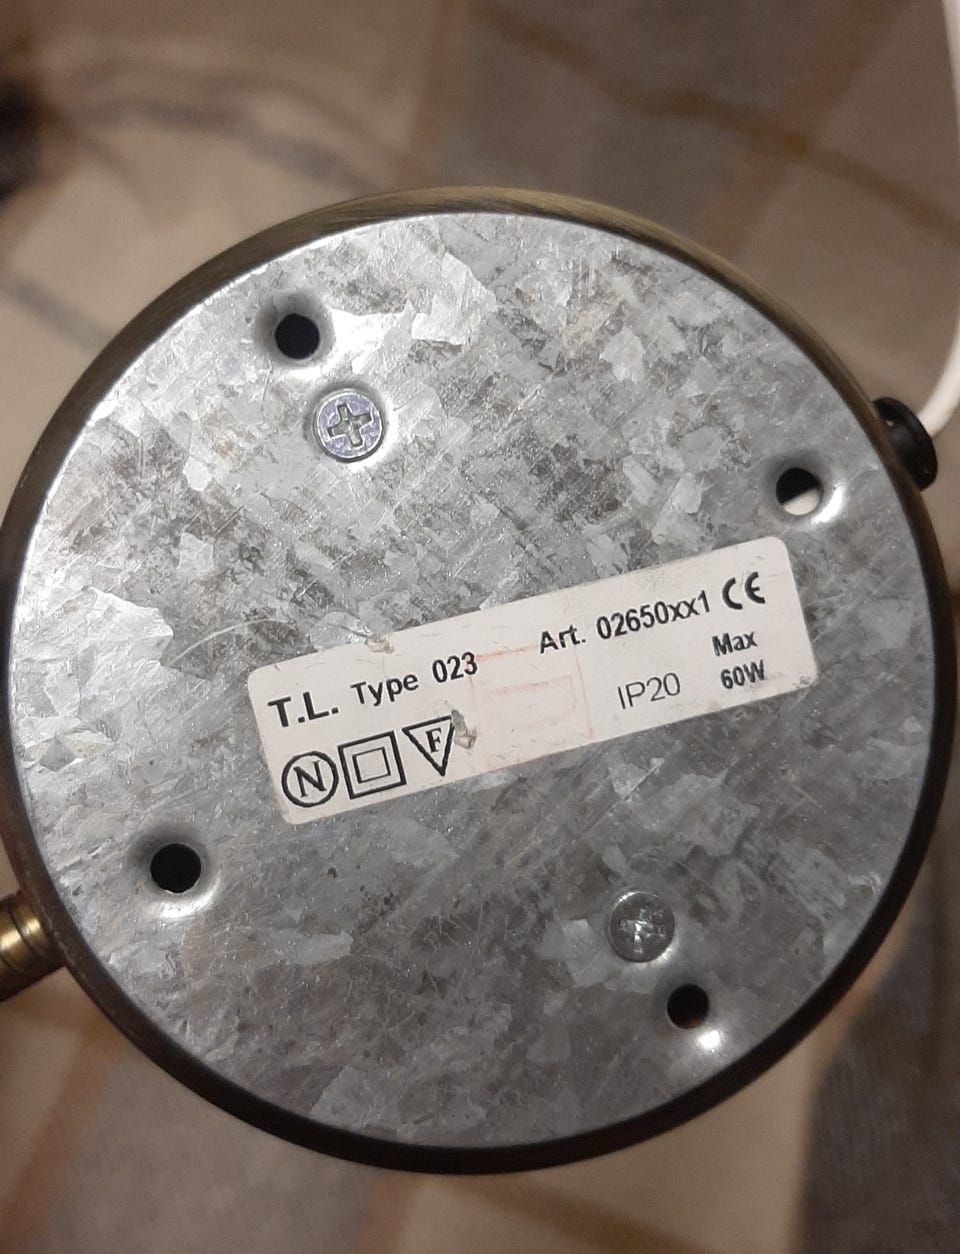 T.L. Type 023 Art. 02650xx1 CE
N F IP20 Max
60W